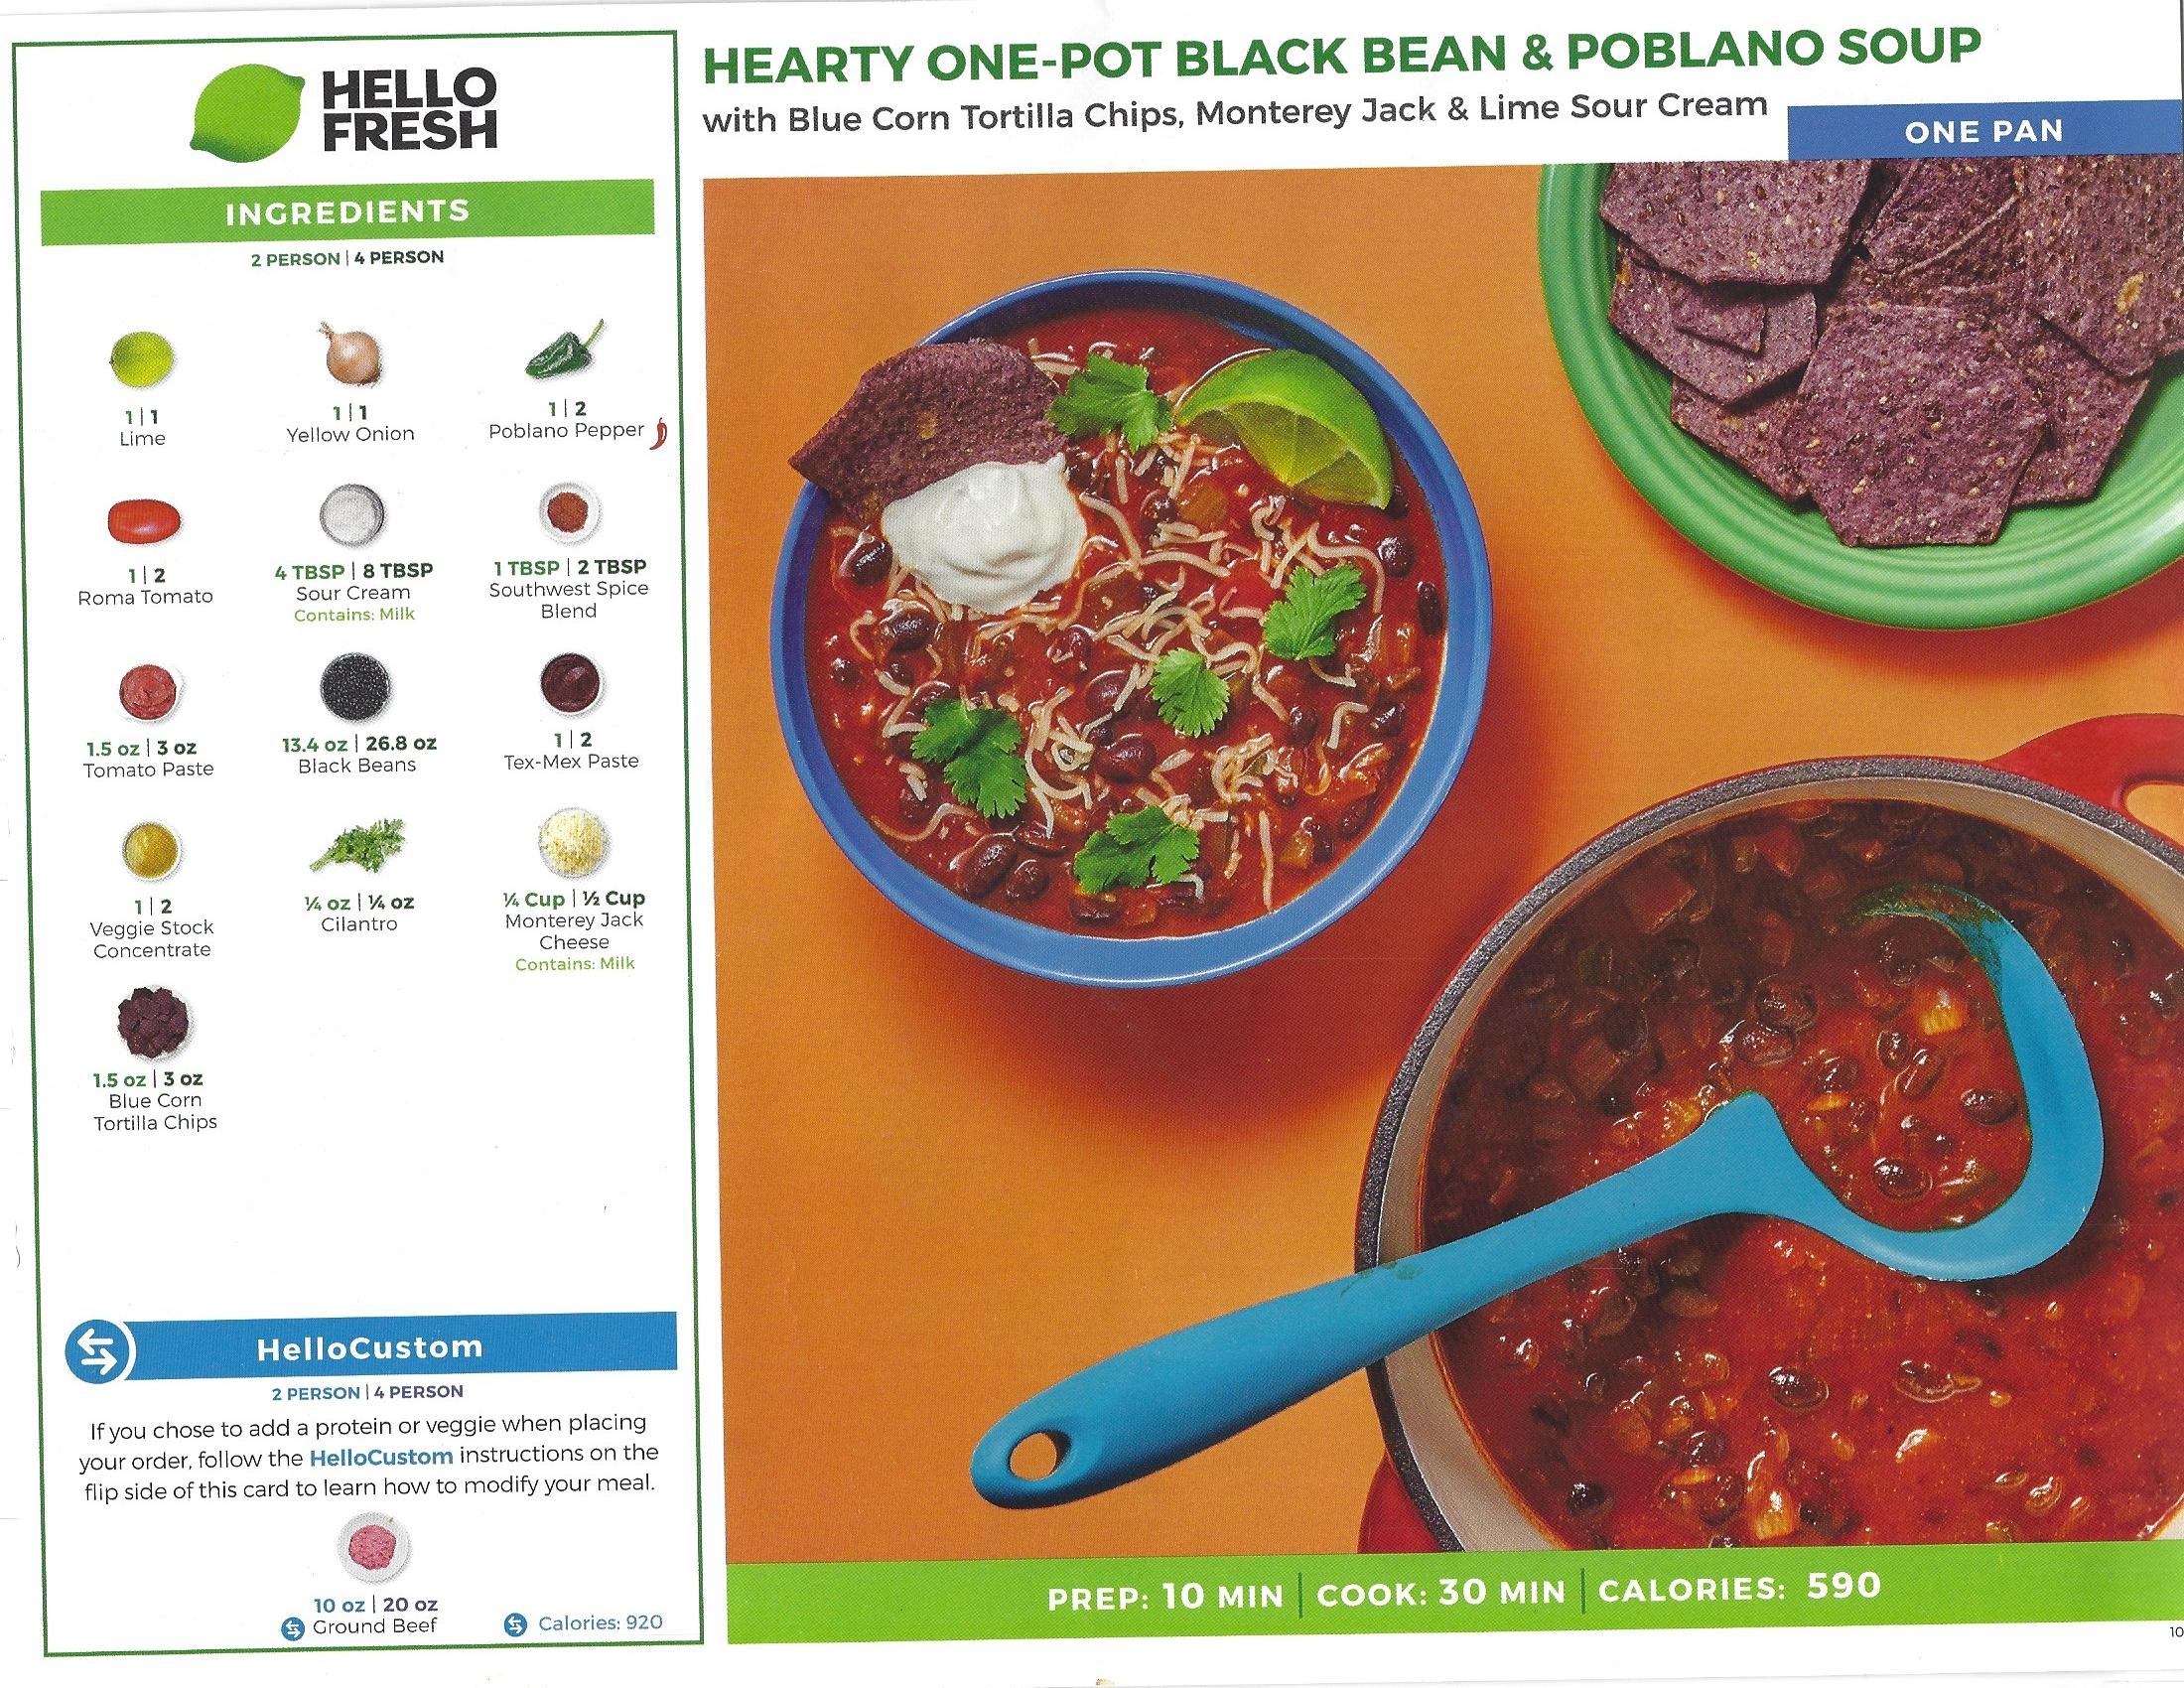 HELLO
FRESH
INGREDIENTS
2 PERSON | 4 PERSON
1 | 1
Lime
1 | 1
Yellow Onion
1 | 2
Poblano Pepper
1 | 2
Roma Tomato
4 TBSP | 8 TBSP
Sour Cream
Contains: Milk
1 TBSP | 2 TBSP
Southwest Spice
Blend
1.5 oz | 3 oz
Tomato Paste
13.4 oz | 26.8 oz
Black Beans
1 | 2
Tex-Mex Paste
1 | 2
Veggie Stock
Concentrate
¼ oz | ¼ oz
Cilantro
¼ Cup | ½ Cup
Monterey Jack
Cheese
Contains: Milk
1.5 oz | 3 oz
Blue Corn
Tortilla Chips
HelloCustom
2 PERSON | 4 PERSON
If you chose to add a protein or veggie when placing
your order, follow the HelloCustom instructions on the
flip side of this card to learn how to modify your meal.
10 oz | 20 oz
Ground Beef
Calories: 920
HEARTY ONE-POT BLACK BEAN & POBLANO SOUP
with Blue Corn Tortilla Chips, Monterey Jack & Lime Sour Cream
ONE PAN
PREP: 10 MIN | COOK: 30 MIN | CALORIES: 590
10